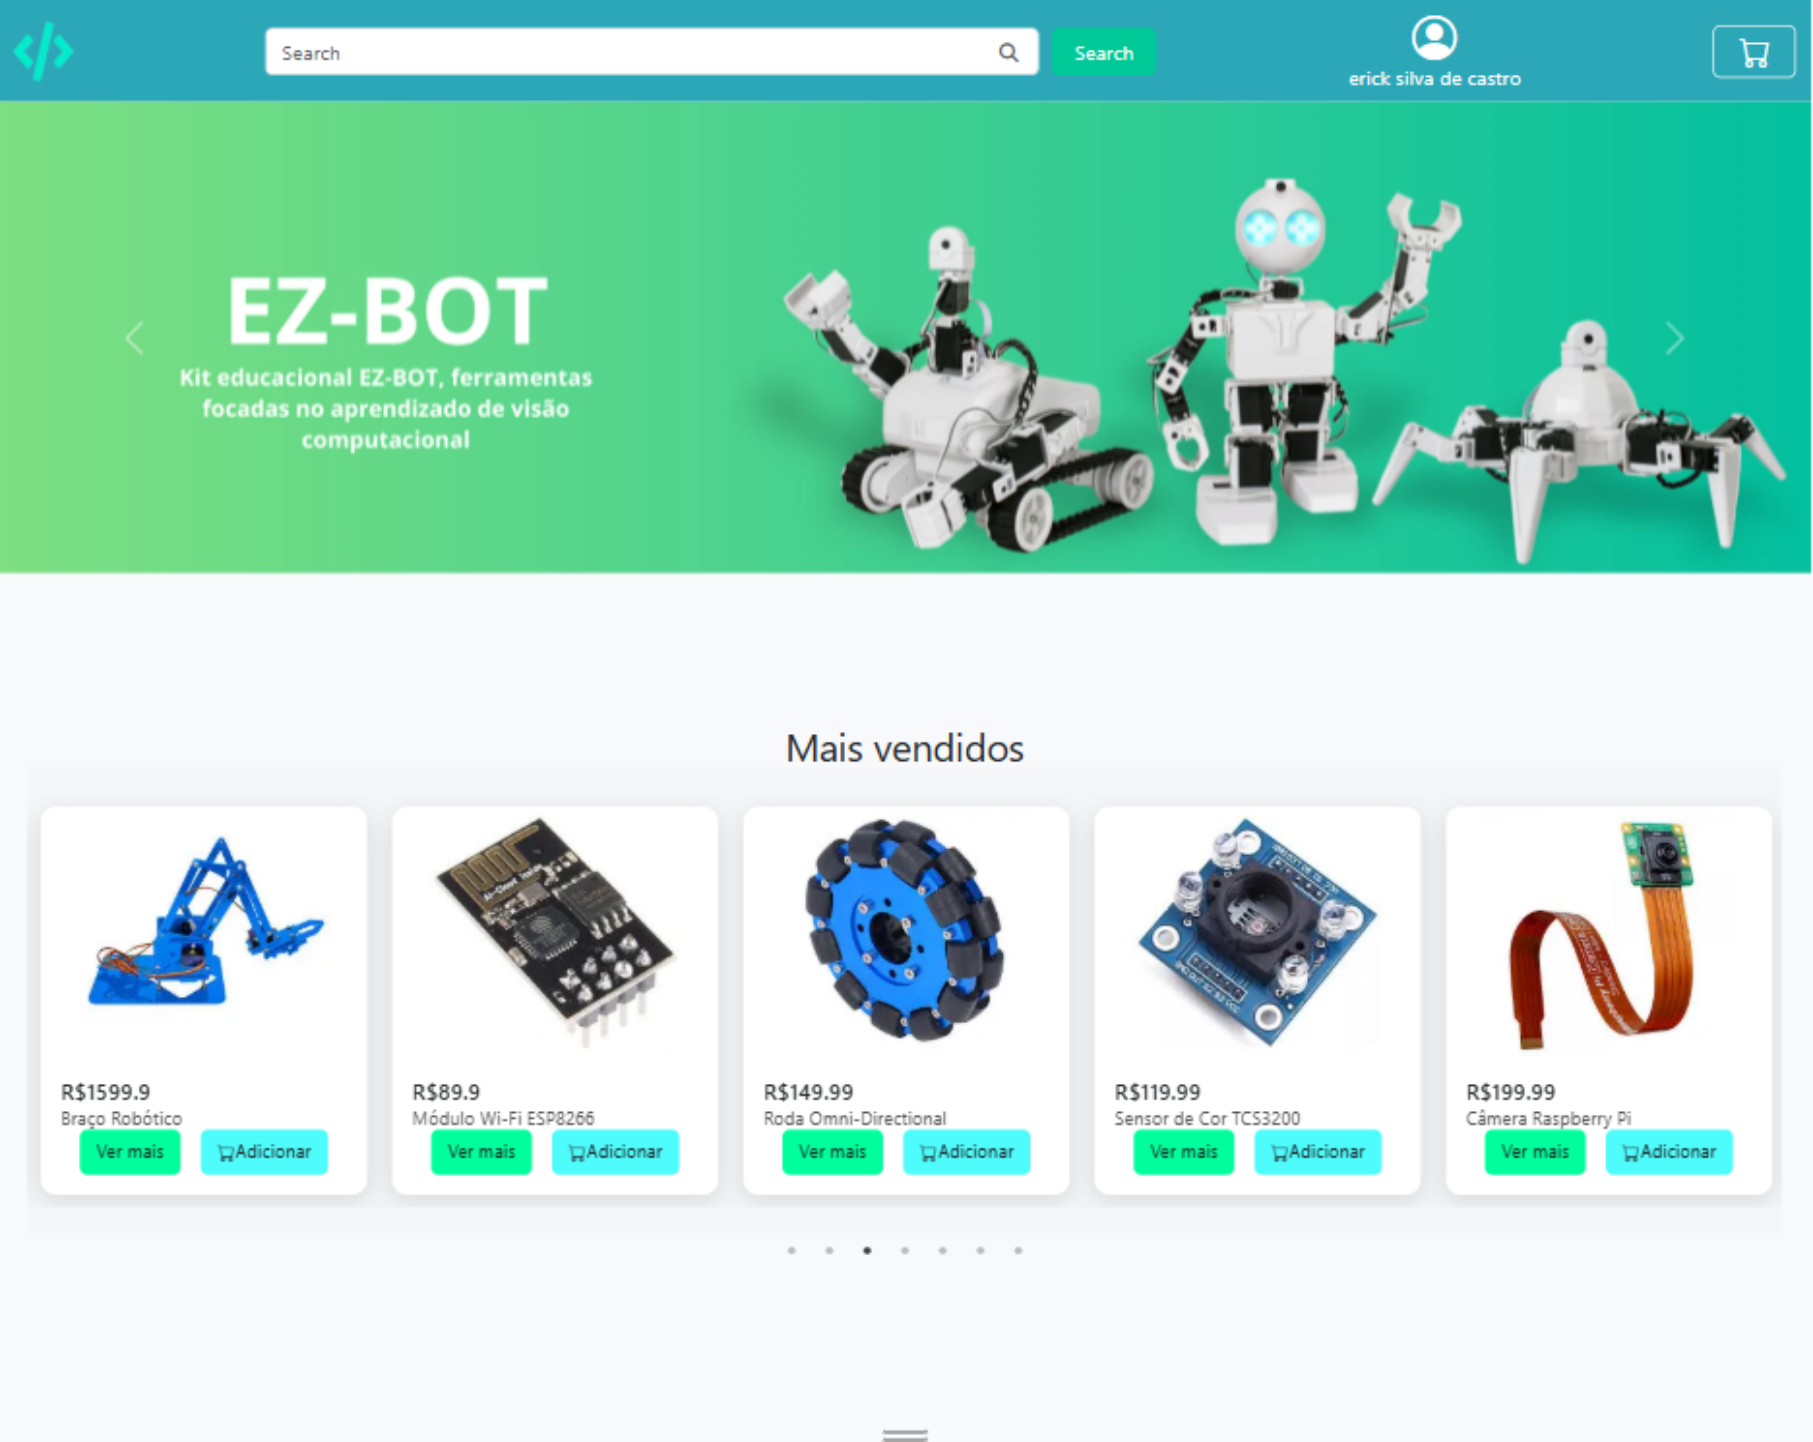 Search
Search
erick silva de castro
EZ-BOT
Kit educacional EZ-BOT, ferramentas
focadas no aprendizado de visão
computacional
Mais vendidos
R$1599.9
Braço Robótico
Ver mais
Adicionar
R$89.9
Módulo Wi-Fi ESP8266
Ver mais
Adicionar
R$149.99
Roda Omni-Directional
Ver mais
Adicionar
R$119.99
Sensor de Cor TCS3200
Ver mais
Adicionar
R$199.99
Câmera Raspberry Pi
Ver mais
Adicionar